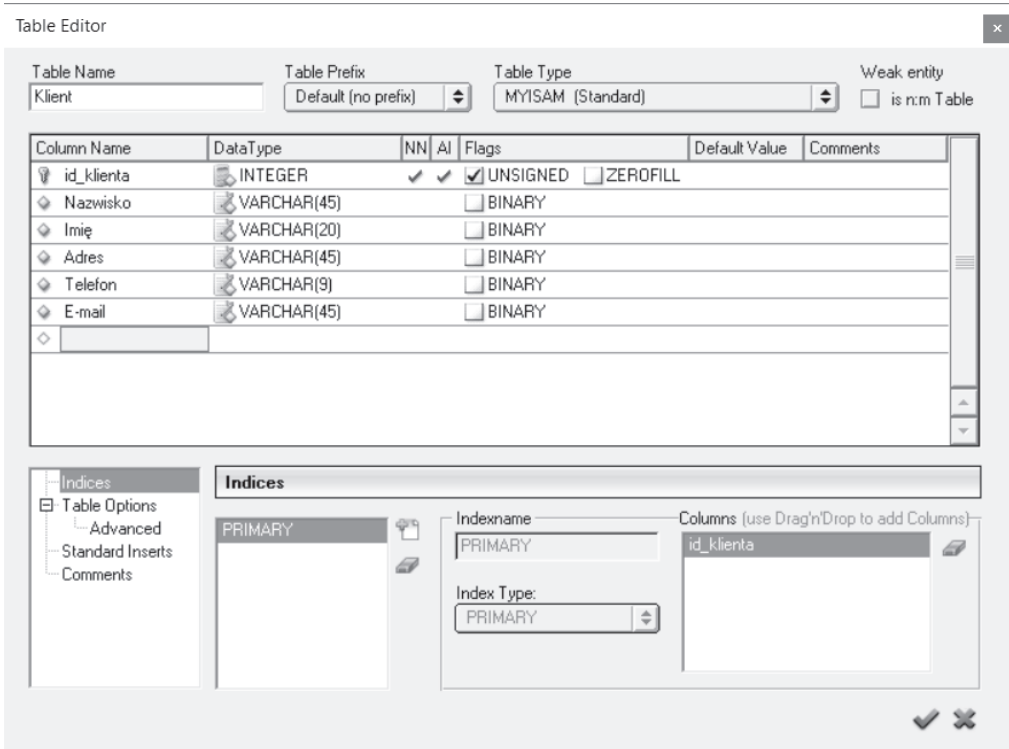 Table Editor
Table Name Table Prefix Table Type Weak entity
Klient Default (no prefix) MYISAM (Standard) is n:m Table
Column Name DataType NN AI Flags Default Value Comments
id_klienta INTEGER UNSIGNED ZEROFILL
Nazwisko VARCHAR(45) BINARY
Imię VARCHAR(20) BINARY
Adres VARCHAR(45) BINARY
Telefon VARCHAR(9) BINARY
E-mail VARCHAR(45) BINARY
Indices
Table Options
Advanced
Standard Inserts
Comments
Indices
PRIMARY
Indexname
PRIMARY
Index Type:
PRIMARY
Columns (use Drag'n'Drop to add Columns)
id_klienta